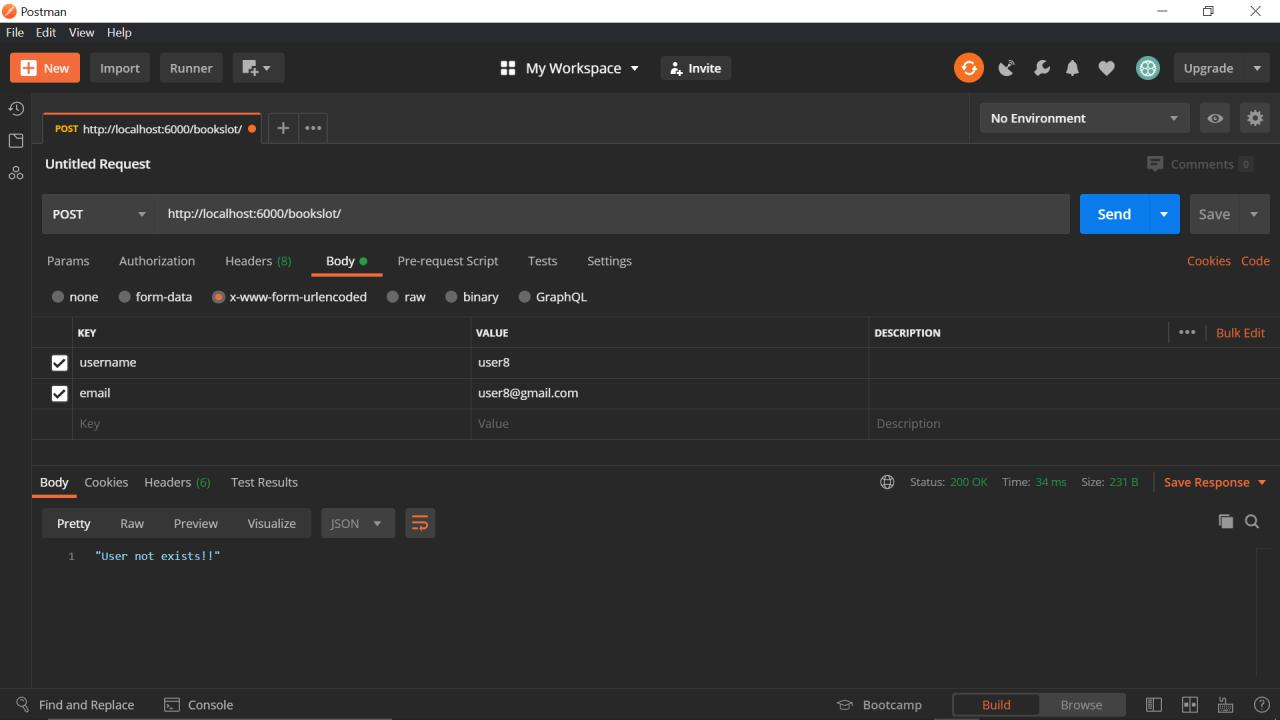 Postman
File Edit View Help
New Import Runner My Workspace Invite Upgrade
POST http://localhost:6000/bookslot/ No Environment
Untitled Request Comments 0
POST http://localhost:6000/bookslot/ Send Save
Params Authorization Headers (8) Body Pre-request Script Tests Settings Cookies Code
none form-data x-www-form-urlencoded raw binary GraphQL
KEY VALUE DESCRIPTION Bulk Edit
username user8
email user8@gmail.com
Key Value Description
Body Cookies Headers (6) Test Results Status: 200 OK Time: 34 ms Size: 231 B Save Response
Pretty Raw Preview Visualize JSON
1 "User not exists!!"
Find and Replace Console Bootcamp Build Browse